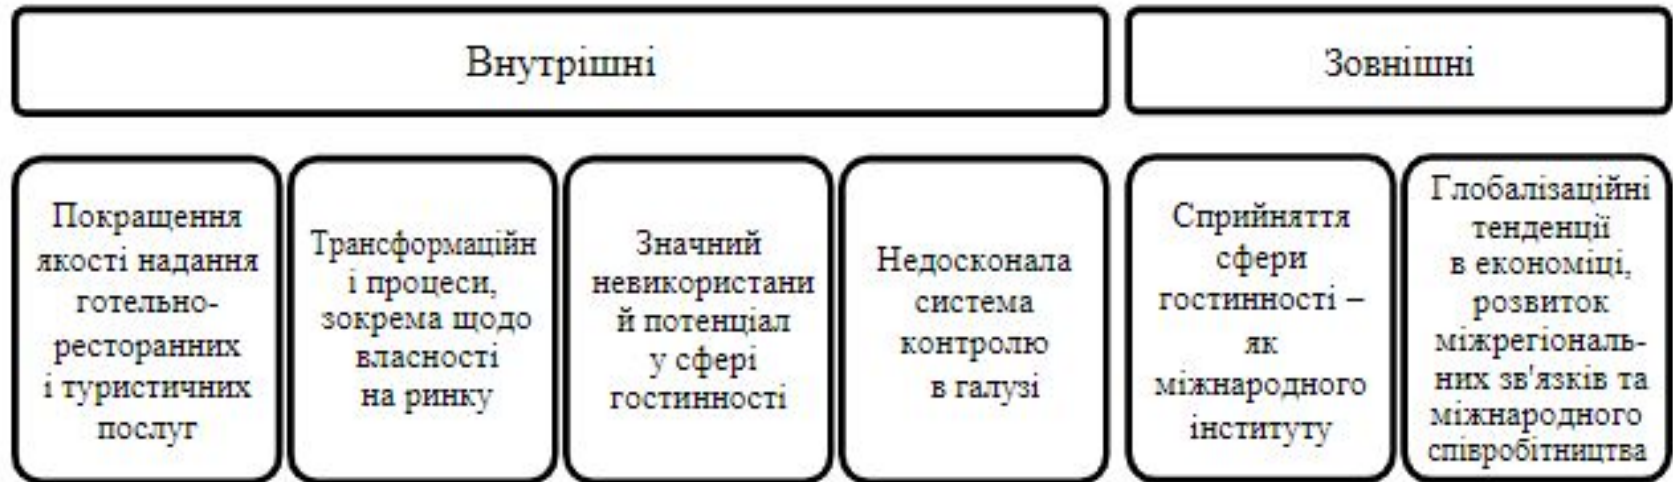 Внутрішні
Зовнішні
Покращення
якості надання
готельно-
ресторанних
і туристичних
послуг
Трансформаційн
і процеси,
зокрема щодо
власності
на ринку
Значний
невикористани
й потенціал
у сфері
гостинності
Недосконала
система
контролю
в галузі
Сприйняття
сфери
гостинності –
як
міжнародного
інституту
Глобалізаційні
тенденції
в економіці,
розвиток
міжрегіональ-
них зв'язків та
міжнародного
співробітництва